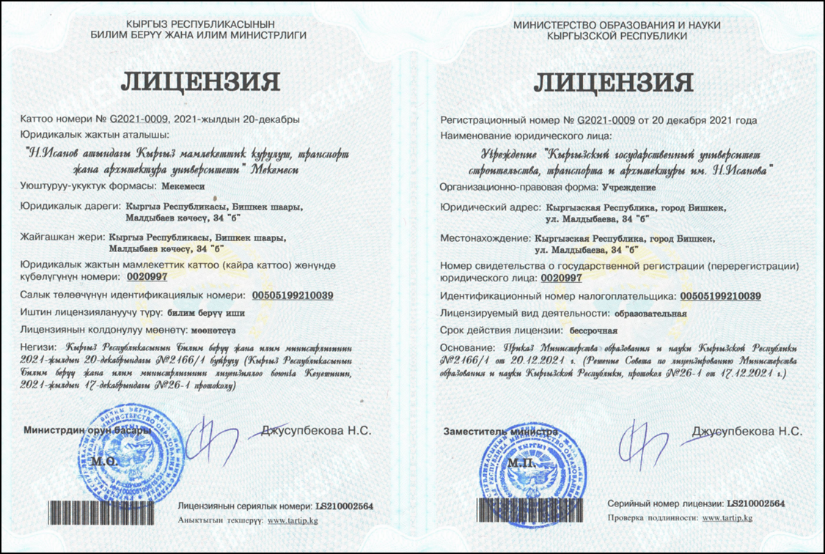 КЫРГЫЗ РЕСПУБЛИКАСЫНЫН
БИЛИМ БЕРҮҮ ЖАНА ИЛИМ МИНИСТРЛИГИ
ЛИЦЕНЗИЯ
Каттоо номери № G2021-0009, 2021-жылдын 20-декабры
Юридикалык жактын аталышы:
"Н.Исанов атындагы Кыргыз мамлекеттик курулуш, транспорт
жана архитектура университети" Мекемеси
Уюштуруу-укуктук формасы: Мекемеси
Юридикалык дареги: Кыргыз Республикасы, Бишкек шаары,
Малдыбаев көчөсү, 34 "б"
Жайгашкан жери: Кыргыз Республикасы, Бишкек шаары,
Малдыбаев көчөсү, 34 "б"
Юридикалык жактын мамлекеттик каттоо (кайра каттоо) жөнүндө
күбөлүгүнүн номери: 0020997
Салык төлөөчүнүн идентификациялык номери: 00505199210039
Иштин лицензиялануучу түрү: билим берүү иши
Лицензиянын колдонулуу мөөнөтү: мөөнөтсүз
Негизи: Кыргыз Республикасынын Билим берүү жана илим министрлигинин
2021-жылдын 20-декабрындагы №2166/1 буйругу (Кыргыз Республикасынын
Билим берүү жана илим министрлигинин лицензиялоо боюнча Кеңешинин,
2021-жылдын 17-декабрындагы №26-1 протоколу)
Министрдин орун басары Джусупбекова Н.С.
М.О.
Лицензиянын сериялык номери: LS210002564
Аныктыгын текшерүү: www.tartip.kg
МИНИСТЕРСТВО ОБРАЗОВАНИЯ И НАУКИ
КЫРГЫЗСКОЙ РЕСПУБЛИКИ
ЛИЦЕНЗИЯ
Регистрационный номер № G2021-0009 от 20 декабря 2021 года
Наименование юридического лица:
Учреждение "Кыргызский государственный университет
строительства, транспорта и архитектуры им. Н.Исанова"
Организационно-правовая форма: Учреждение
Юридический адрес: Кыргызская Республика, город Бишкек,
ул. Малдыбаева, 34 "б"
Местонахождение: Кыргызская Республика, город Бишкек,
ул. Малдыбаева, 34 "б"
Номер свидетельства о государственной регистрации (перерегистрации)
юридического лица: 0020997
Идентификационный номер налогоплательщика: 00505199210039
Лицензируемый вид деятельности: образовательная
Срок действия лицензии: бессрочная
Основание: Приказ Министерства образования и науки Кыргызской Республики
№2166/1 от 20.12.2021 г. (Решение Совета по лицензированию Министерства
образования и науки Кыргызской Республики, протокол №26-1 от 17.12.2021 г.)
Заместитель министра Джусупбекова Н.С.
М.П.
Серийный номер лицензии: LS210002564
Проверка подлинности: www.tartip.kg